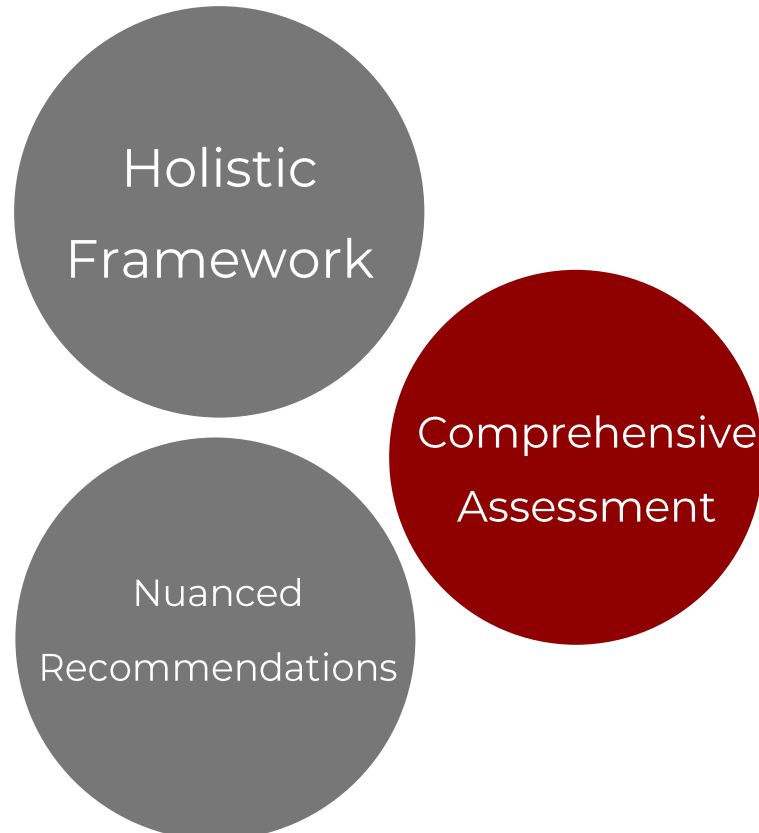 Holistic
Framework
Comprehensive
Assessment
Nuanced
Recommendations